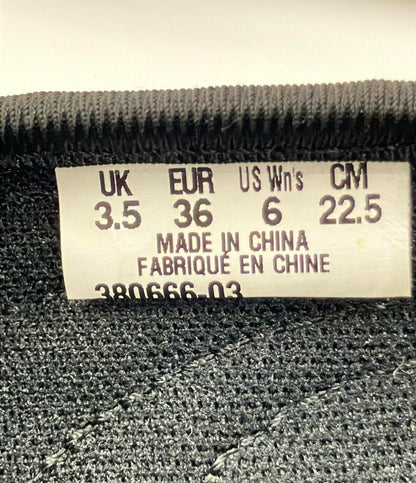 UK EUR US Wn's CM
3.5 36 6 22.5
MADE IN CHINA
FABRIQUÉ EN CHINE
380666-03